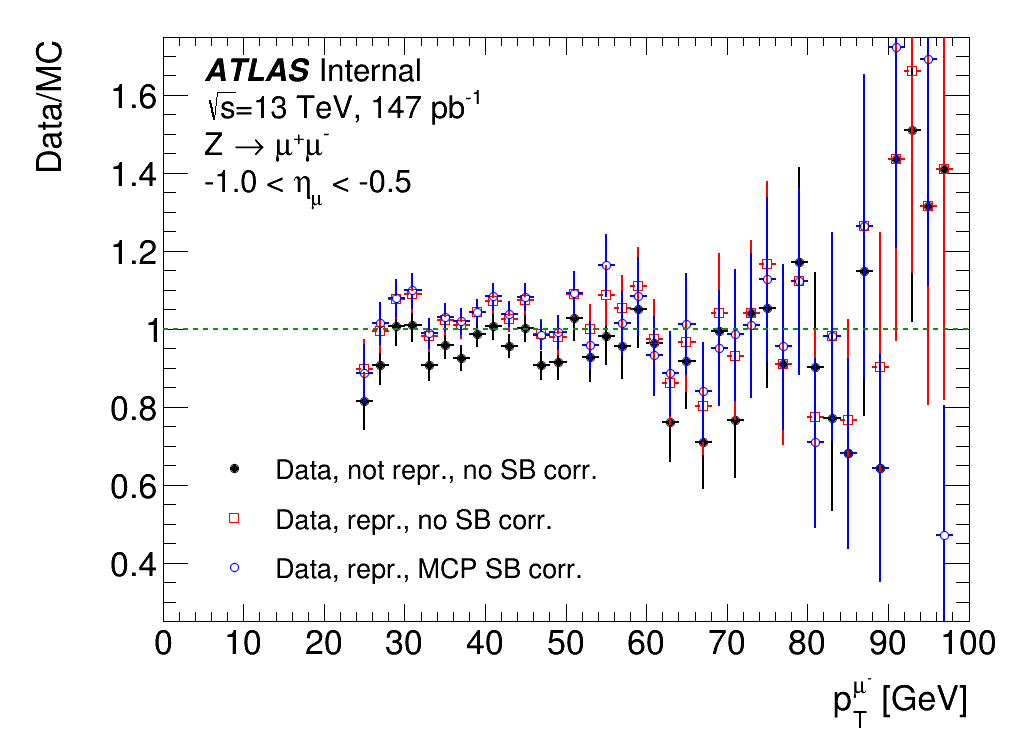 Data/MC
ATLAS Internal
√s=13 TeV, 147 pb⁻¹
Z → μ⁺μ⁻
-1.0 < η_μ < -0.5
1.6
1.4
1.2
1
0.8
0.6
0.4
Data, not repr., no SB corr.
Data, repr., no SB corr.
Data, repr., MCP SB corr.
0 10 20 30 40 50 60 70 80 90 100
p_T^μ⁻ [GeV]